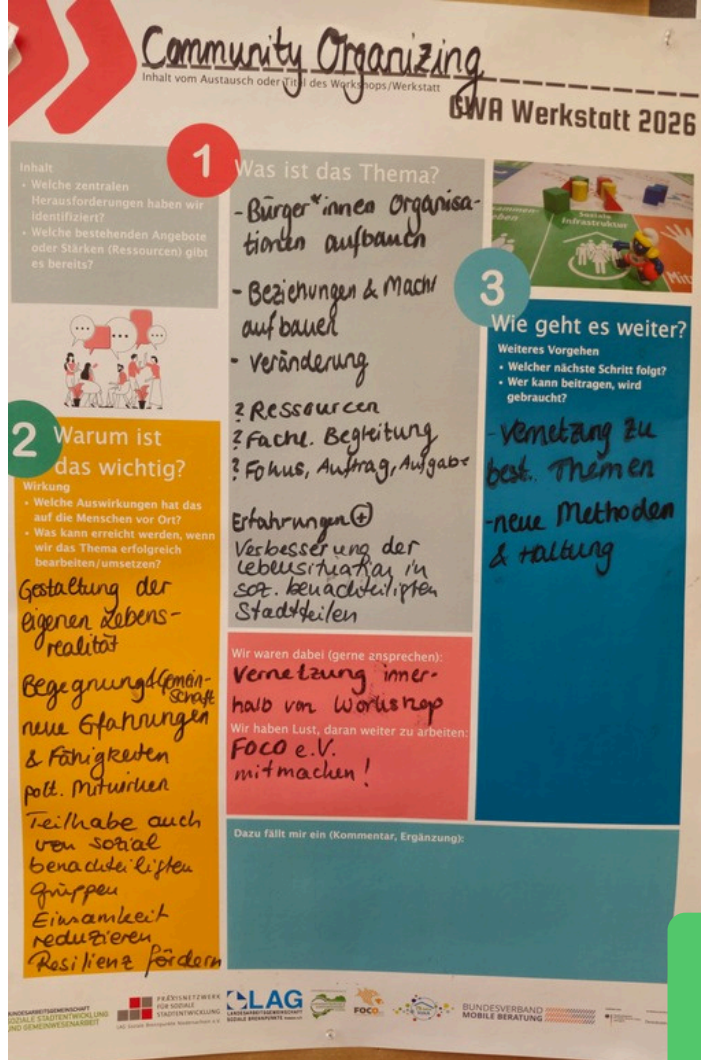 Community Organizing
Inhalt vom Austausch oder Titel des Workshops/Werkstatt
GWA Werkstatt 2026
Inhalt
• Welche zentralen
Herausforderungen haben wir
identifiziert?
• Welche bestehenden Angebote
oder Stärken (Ressourcen) gibt
es bereits?
1
Was ist das Thema?
- Bürger*innen Organisa-
tionen aufbauen
- Beziehungen & Macht
aufbauen
- Veränderung
? Ressourcen
? Fachl. Begleitung
? Fokus, Auftrag, Aufgabe
Erfahrungen (+)
Verbesserung der
Lebensituation in
soz. benachteiligten
Stadtteilen
2
Warum ist
das wichtig?
Wirkung
• Welche Auswirkungen hat das
auf die Menschen vor Ort?
• Was kann erreicht werden, wenn
wir das Thema erfolgreich
bearbeiten/umsetzen?
Gestaltung der
eigenen Lebens-
realität
Begegnung & Gemein-
schaft
neue Erfahrungen
& Fähigkeiten
polt. Mitwirken
Teilhabe auch
von sozial
benachteiligten
gruppen
Einsamkeit
reduzieren
Resilienz fördern
Wir waren dabei (gerne ansprechen):
Vernetzung inner-
halb von Workshop
Wir haben Lust, daran weiter zu arbeiten:
FOCO e.V.
mitmachen!
Soziale
Infrastruktur
3
Wie geht es weiter?
Weiteres Vorgehen
• Welcher nächste Schritt folgt?
• Wer kann beitragen, wird
gebraucht?
- Vernetzung zu
best. Themen
- neue Methoden
& Haltung
Dazu fällt mir ein (Kommentar, Ergänzung):
SOZIALE STADTENTWICKLUNG
UND GEMEINWESENARBEIT
PRAXISNETZWERK
FÜR SOZIALE
STADTENTWICKLUNG
LAG
LANDESARBEITSGEMEINSCHAFT
SOZIALE BRENNPUNKTE
FOCO
BUNDESVERBAND
MOBILE BERATUNG